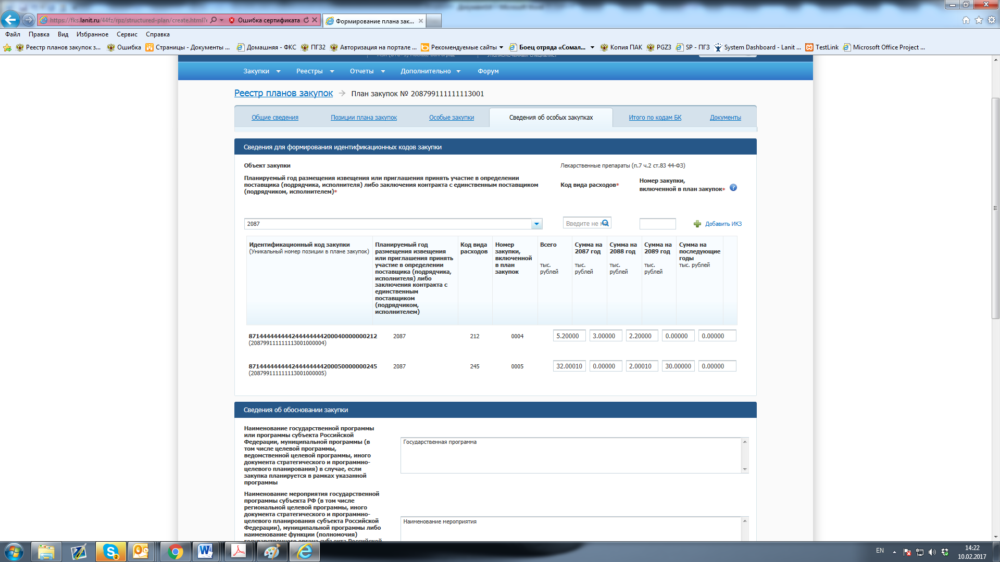 https://fks.lanit.ru/44fz/rpz/structured-plan/create.html?
Ошибка сертификата
Формирование плана зак...
Файл Правка Вид Избранное Сервис Справка
Реестр планов закупок з... Ошибка Страницы - Документы ... Домашняя - ФКС ПГ32 Авторизация на портале ... Рекомендуемые сайты Боец отряда «Сомал... Копия ПАК PGZ3 SP - ПГЗ System Dashboard - Lanit ... TestLink Microsoft Office Project ...
Закупки Реестры Отчеты Дополнительно Форум
Реестр планов закупок → План закупок № 208799111111113001
Общие сведения Позиции плана закупок Особые закупки Сведения об особых закупках Итого по кодам БК Документы
Сведения для формирования идентификационных кодов закупки
Объект закупки
Лекарственные препараты (п.7 ч.2 ст.83 44-ФЗ)
Планируемый год размещения извещения или приглашения принять участие в определении
поставщика (подрядчика, исполнителя) либо заключения контракта с единственным поставщиком
(подрядчиком, исполнителем)*
Код вида расходов*
Номер закупки,
включенной в план закупок*
2087
Введите не
Добавить ИКЗ
Идентификационный код закупки
(Уникальный номер позиции в плане закупок)
Планируемый год
размещения извещения
или приглашения принять
участие в определении
поставщика (подрядчика,
исполнителя) либо
заключения контракта с
единственным
поставщиком
(подрядчиком,
исполнителем)
Код вида
расходов
Номер
закупки,
включенной
в план
закупок
Всего
тыс.
рублей
Сумма на
2087 год
тыс.
рублей
Сумма на
2088 год
тыс.
рублей
Сумма на
2089 год
тыс.
рублей
Сумма на
последующие
годы
тыс. рублей
871444444444244444444200040000000212 2087 212 0004 5.20000 3.00000 2.20000 0.00000 0.00000
(208799111111113001000004)
871444444444244444444200050000000245 2087 245 0005 32.00010 0.00000 2.00010 30.00000 0.00000
(208799111111113001000005)
Сведения об обосновании закупки
Наименование государственной программы
или программы субъекта Российской
Федерации, муниципальной программы (в
том числе целевой программы,
ведомственной целевой программы, иного
документа стратегического и программно-
целевого планирования) в случае, если
закупка планируется в рамках указанной
программы
Государственная программа
Наименование мероприятия государственной
программы субъекта РФ (в том числе
региональной целевой программы, иного
документа стратегического и программно-
целевого планирования субъекта Российской
Федерации), муниципальной программы либо
наименование функции (полномочия)
государственного органа субъекта Российской
Наименование мероприятия
EN
14:22
10.02.2017